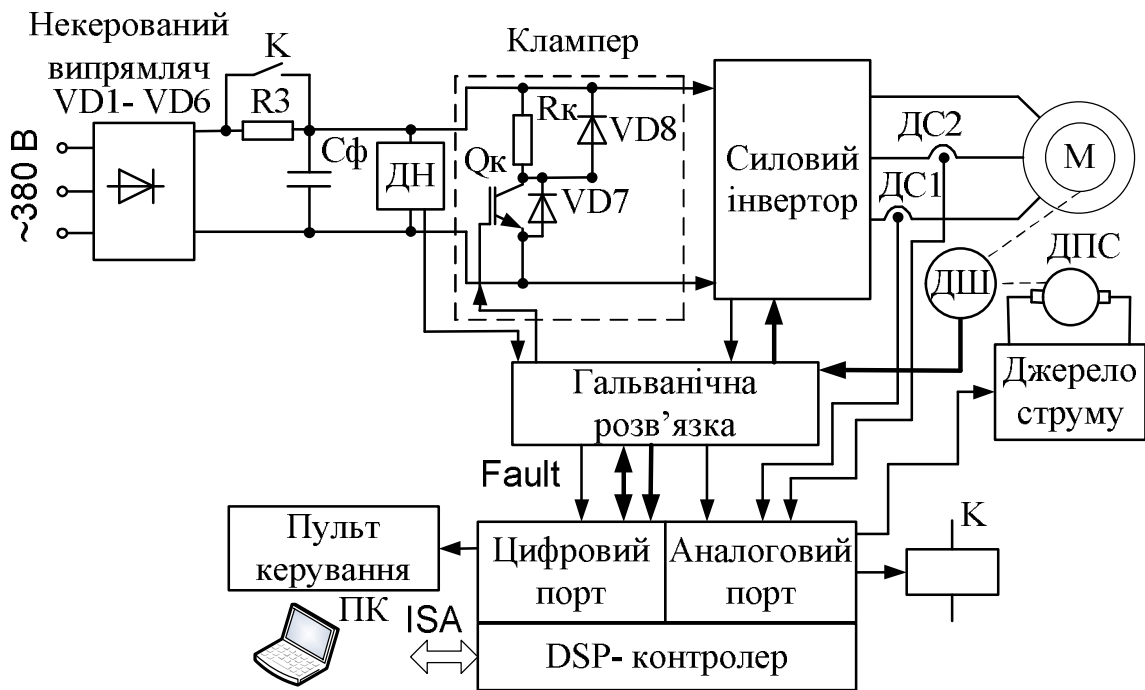 Некерований
випрямляч
VD1- VD6
K
R3
~380 В
Cф
ДН
Клампер
Rк
VD8
Qк
VD7
Силовий
інвертор
ДС2
ДС1
М
ДШ
ДПС
Джерело
струму
Гальванічна
розв’язка
Fault
Пульт
керування
Цифровий
порт
Аналоговий
порт
K
ПК
ISA
DSP- контролер